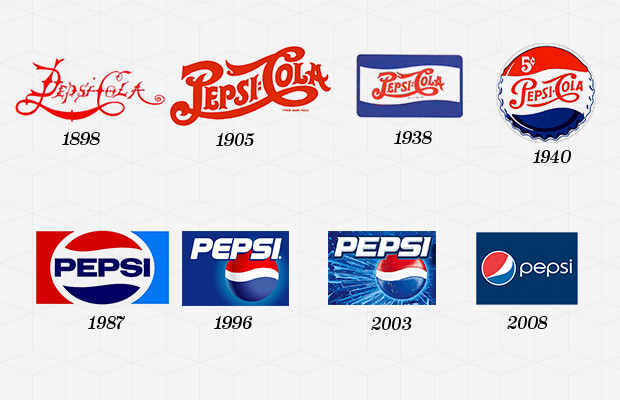 PEPSI-COLA
PEPSI-COLA
PEPSI-COLA
5¢
PEPSI-COLA
1898
1905
1938
1940
PEPSI
PEPSI
PEPSI
pepsi
1987
1996
2003
2008